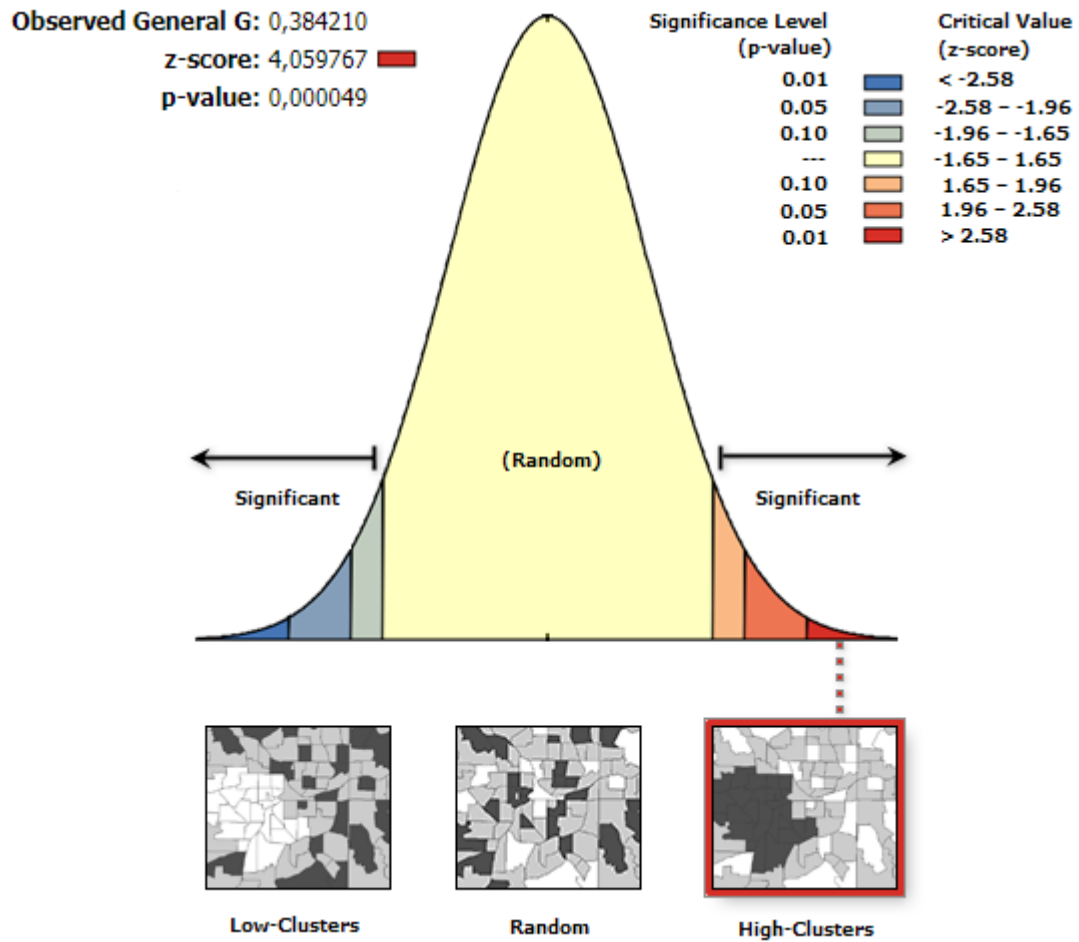 Observed General G: 0,384210
z-score: 4,059767
p-value: 0,000049
Significance Level
(p-value)
Critical Value
(z-score)
0.01 < -2.58
0.05 -2.58 – -1.96
0.10 -1.96 – -1.65
--- -1.65 – 1.65
0.10 1.65 – 1.96
0.05 1.96 – 2.58
0.01 > 2.58
(Random)
Significant
Significant
Low-Clusters
Random
High-Clusters